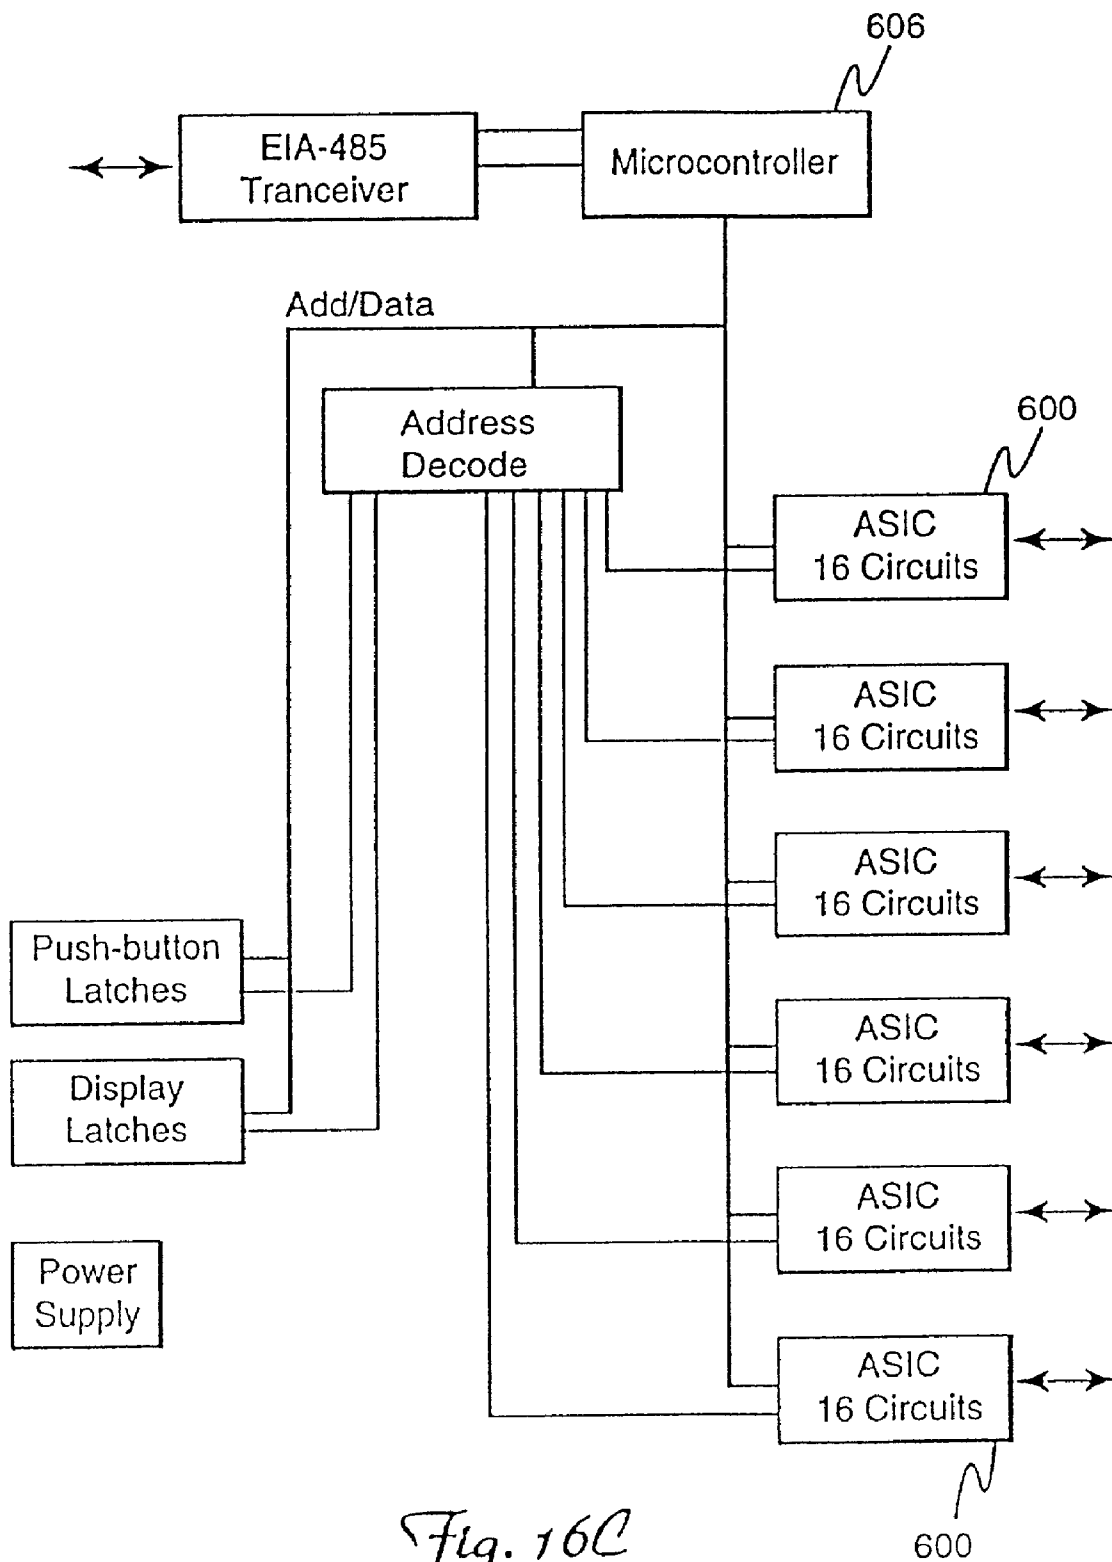 606
EIA-485
Tranceiver
Microcontroller
Add/Data
Address
Decode
600
ASIC
16 Circuits
ASIC
16 Circuits
ASIC
16 Circuits
Push-button
Latches
ASIC
16 Circuits
Display
Latches
ASIC
16 Circuits
Power
Supply
ASIC
16 Circuits
600
Fig. 16C